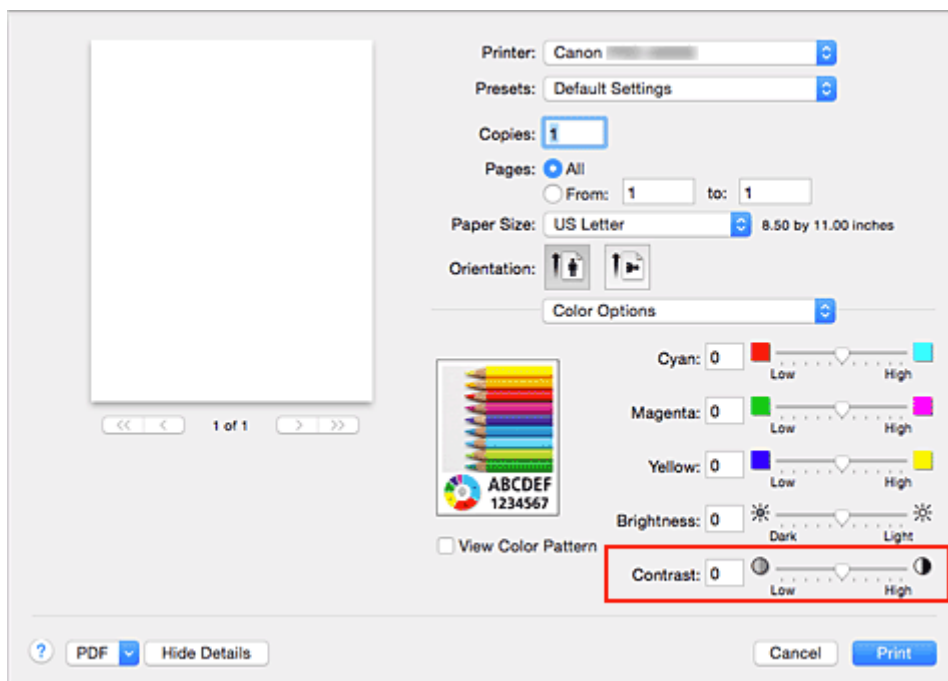 Printer: Canon
Presets: Default Settings
Copies: 1
Pages: All
From: 1 to: 1
Paper Size: US Letter 8.50 by 11.00 inches
Orientation:
Color Options
1 of 1
Cyan: 0
Low High
Magenta: 0
Low High
Yellow: 0
Low High
ABCDEF
1234567
Brightness: 0
Dark Light
View Color Pattern
Contrast: 0
Low High
? PDF Hide Details Cancel Print